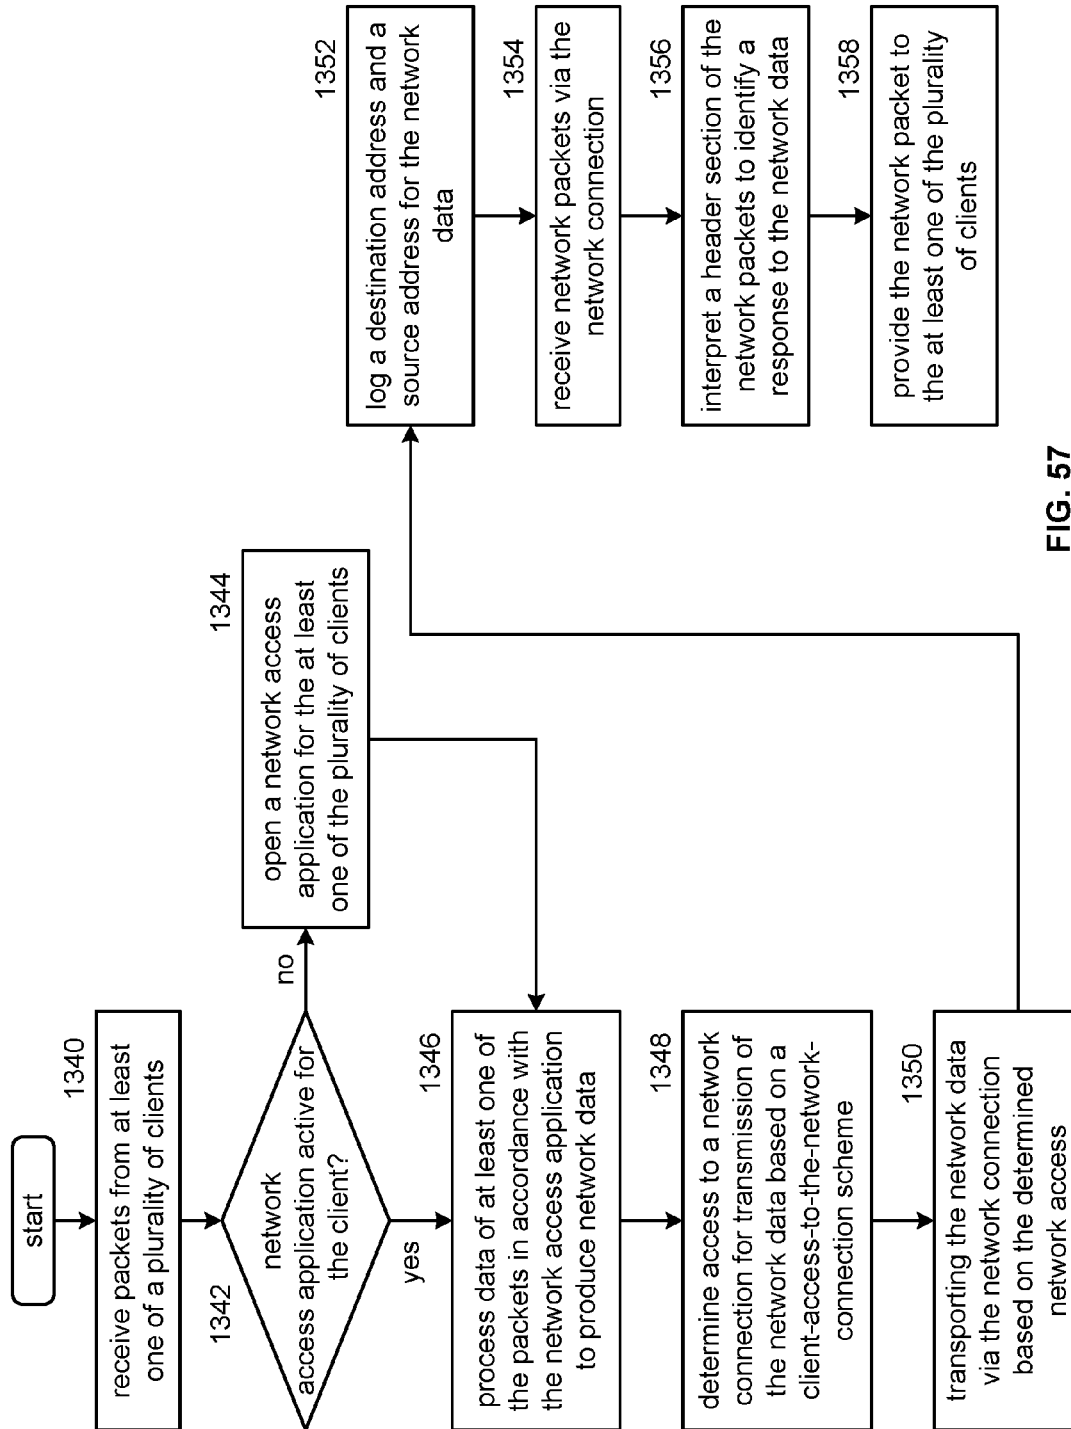 start
1340
receive packets from at least
one of a plurality of clients
1342
network
access application active for
the client?
no
yes
1344
open a network access
application for the at least
one of the plurality of clients
1346
process data of at least one of
the packets in accordance with
the network access application
to produce network data
1348
determine access to a network
connection for transmission of
the network data based on a
client-access-to-the-network-
connection scheme
1350
transporting the network data
via the network connection
based on the determined
network access
1352
log a destination address and a
source address for the network
data
1354
receive network packets via the
network connection
1356
interpret a header section of the
network packets to identify a
response to the network data
1358
provide the network packet to
the at least one of the plurality
of clients
FIG. 57